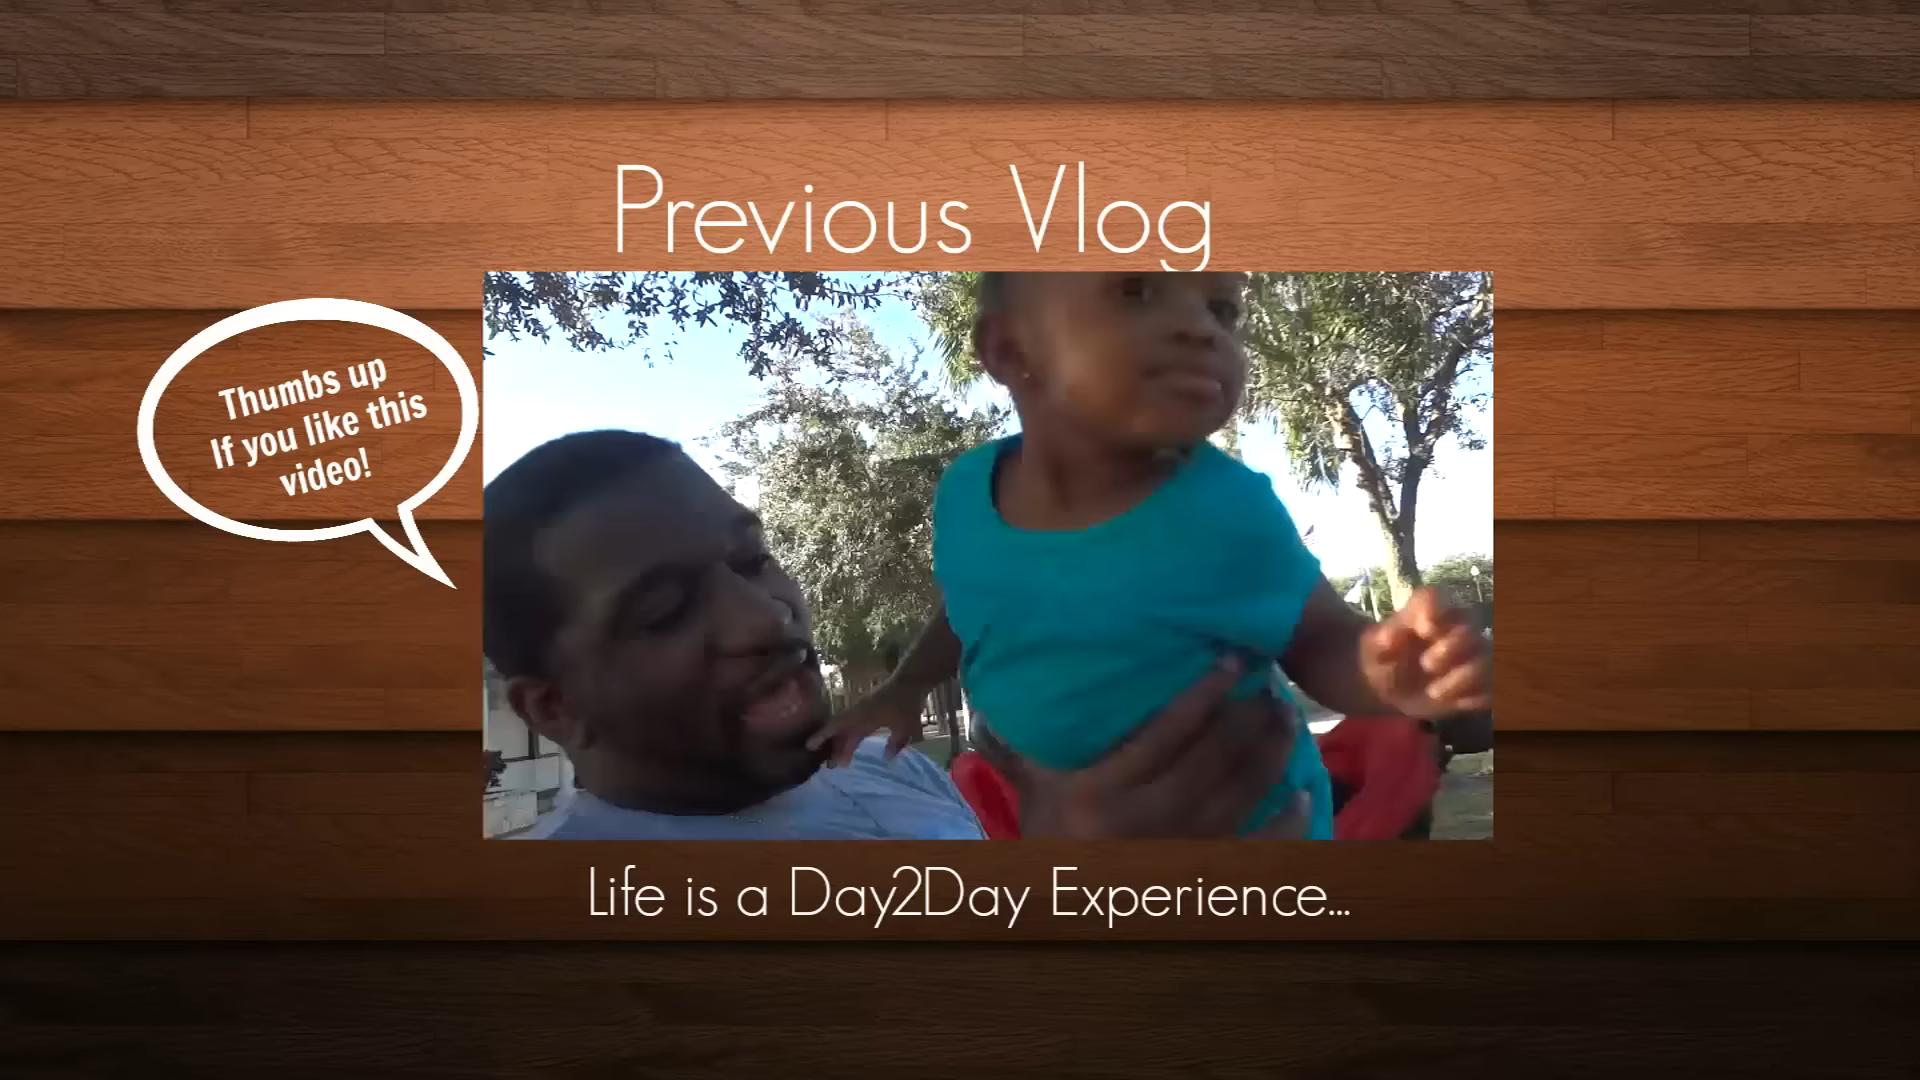 Previous Vlog
Thumbs up
If you like this
video!
Life is a Day2Day Experience...